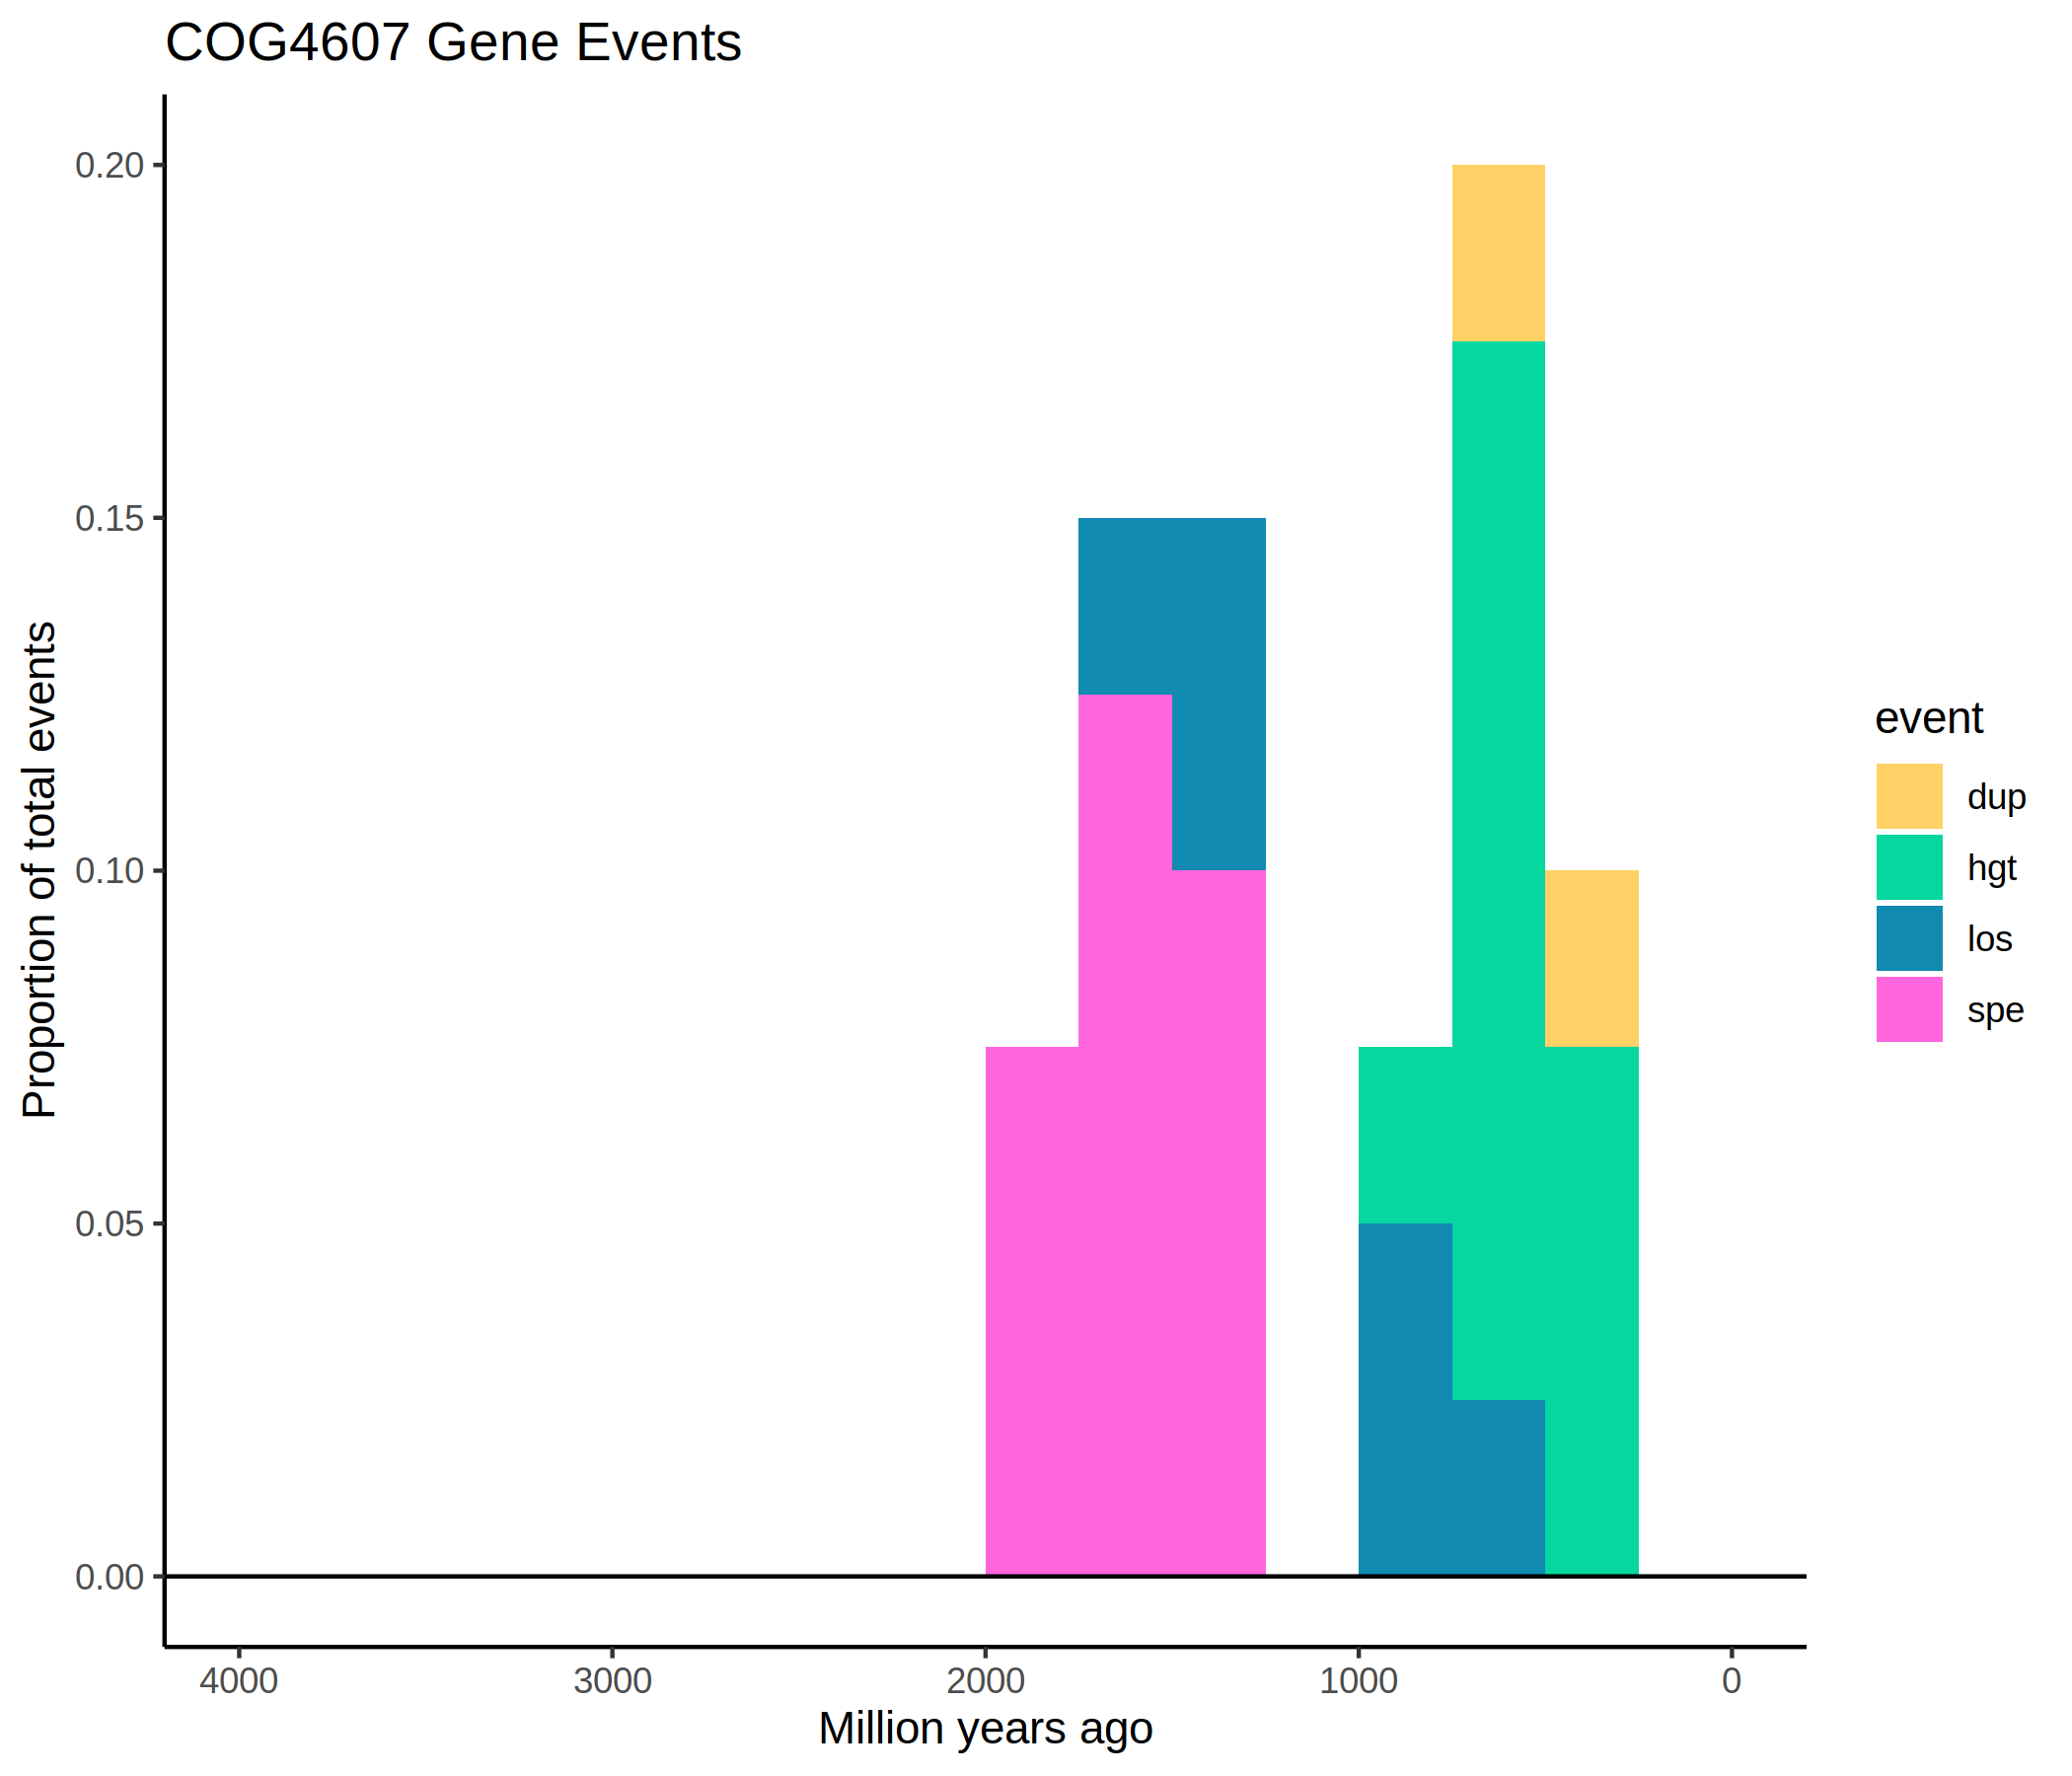 COG4607 Gene Events
Proportion of total events
0.20
0.15
0.10
0.05
0.00
4000
3000
2000
1000
0
Million years ago
event
dup
hgt
los
spe